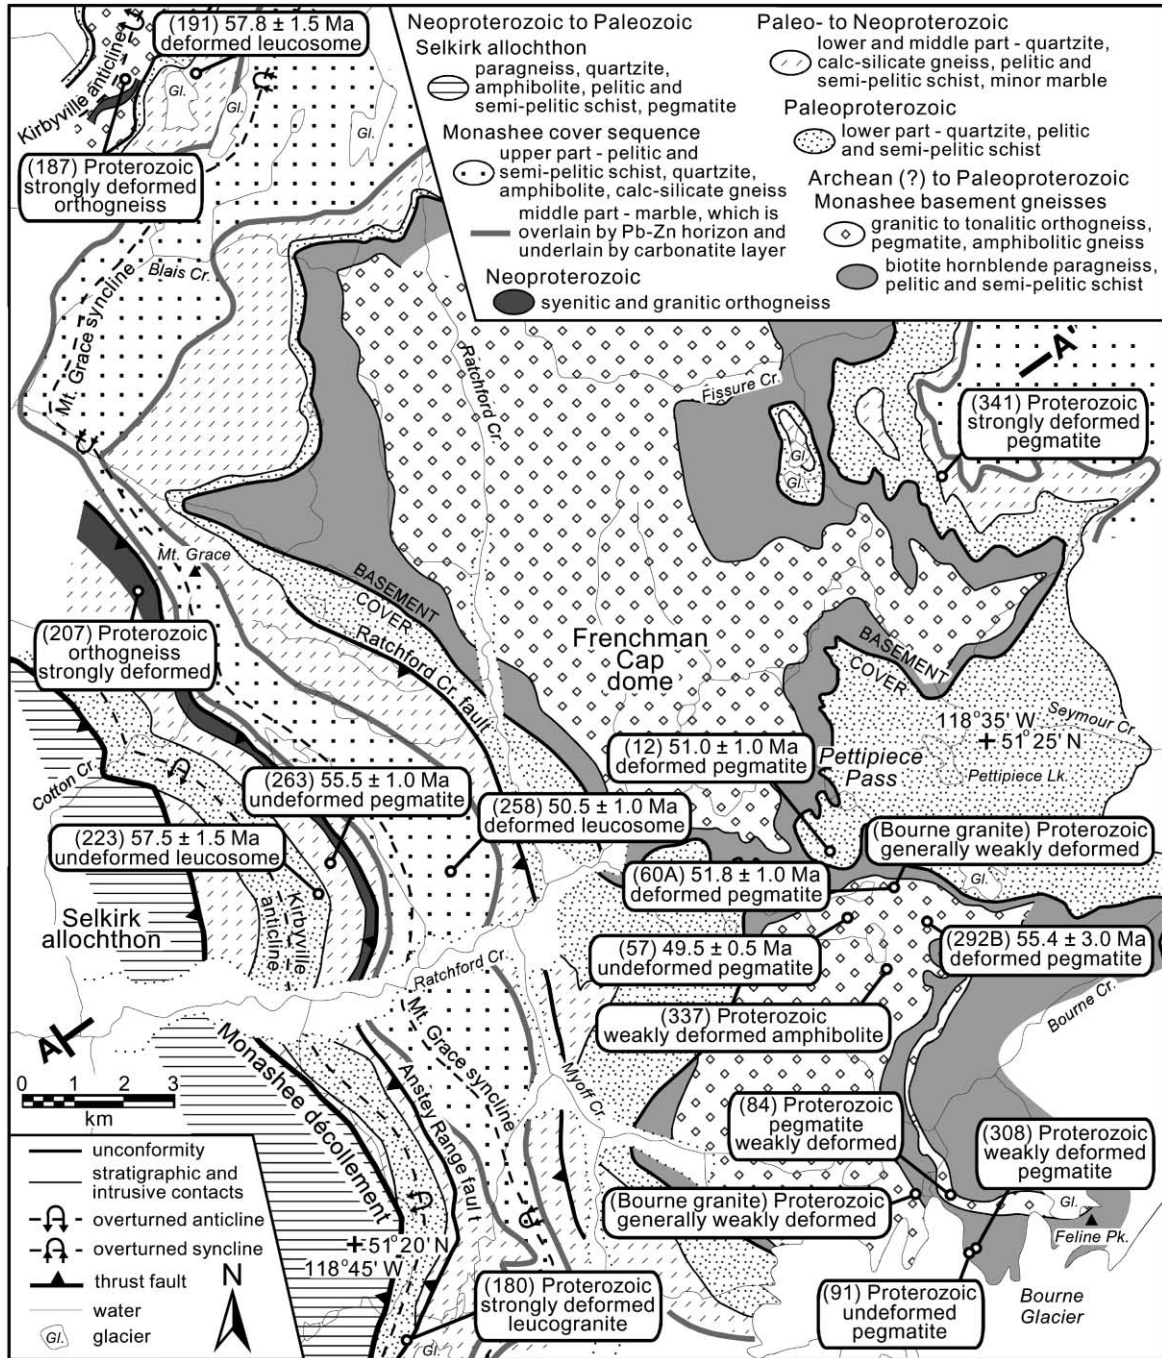 (191) 57.8 ± 1.5 Ma
deformed leucosome
Kirbyville anticline
Gl.
Gl.
Gl.
(187) Proterozoic
strongly deformed
orthogneiss
Blais Cr.
Mt. Grace syncline
Neoproterozoic to Paleozoic
Selkirk allochthon
paragneiss, quartzite,
amphibolite, pelitic and
semi-pelitic schist, pegmatite
Monashee cover sequence
upper part - pelitic and
semi-pelitic schist, quartzite,
amphibolite, calc-silicate gneiss
middle part - marble, which is
overlain by Pb-Zn horizon and
underlain by carbonatite layer
Neoproterozoic
syenitic and granitic orthogneiss
Paleo- to Neoproterozoic
lower and middle part - quartzite,
calc-silicate gneiss, pelitic and
semi-pelitic schist, minor marble
Paleoproterozoic
lower part - quartzite, pelitic
and semi-pelitic schist
Archean (?) to Paleoproterozoic
Monashee basement gneisses
granitic to tonalitic orthogneiss,
pegmatite, amphibolitic gneiss
biotite hornblende paragneiss,
pelitic and semi-pelitic schist
Ratchford Cr.
Fissure Cr.
A'
(341) Proterozoic
strongly deformed
pegmatite
Gl.
Gl.
Mt. Grace
BASEMENT
COVER
Ratchford Cr. fault
(207) Proterozoic
orthogneiss
strongly deformed
Frenchman
Cap
dome
BASEMENT
COVER
118°35' W
51°25' N
Seymour Cr.
Pettipiece Lk.
Pettipiece
Pass
(12) 51.0 ± 1.0 Ma
deformed pegmatite
Cotton Cr.
(263) 55.5 ± 1.0 Ma
undeformed pegmatite
(258) 50.5 ± 1.0 Ma
deformed leucosome
(223) 57.5 ± 1.5 Ma
undeformed leucosome
(Bourne granite) Proterozoic
generally weakly deformed
(60A) 51.8 ± 1.0 Ma
deformed pegmatite
Gl.
Selkirk
allochthon
Kirbyville
anticline
(57) 49.5 ± 0.5 Ma
undeformed pegmatite
(292B) 55.4 ± 3.0 Ma
deformed pegmatite
Ratchford Cr.
(337) Proterozoic
weakly deformed amphibolite
Bourne Cr.
A
Monashee décollement
Mt. Grace syncline
Anstey Range fault
Myoff Cr.
0 1 2 3
km
(84) Proterozoic
pegmatite
weakly deformed
(308) Proterozoic
weakly deformed
pegmatite
(Bourne granite) Proterozoic
generally weakly deformed
Gl.
Feline Pk.
unconformity
stratigraphic and
intrusive contacts
overturned anticline
overturned syncline
thrust fault
water
Gl.
glacier
N
51°20' N
118°45' W
(180) Proterozoic
strongly deformed
leucogranite
Gl.
(91) Proterozoic
undeformed
pegmatite
Bourne
Glacier